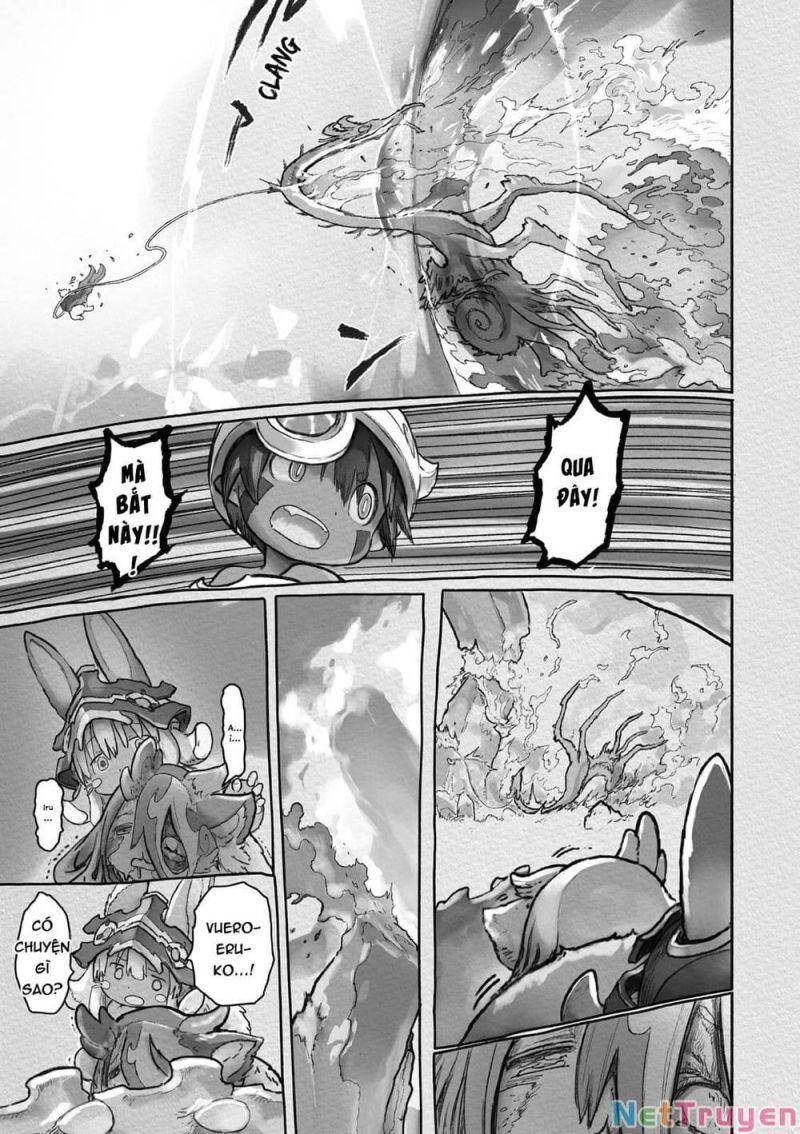 CLANG
QUA
ĐÂY!
MÀ
BẮT
NÀY!!
!
A...
i...
Iru
...
VUERO-
ERU-
KO...!
CÓ
CHUYỆN
GÌ
SAO?
NetTruyen